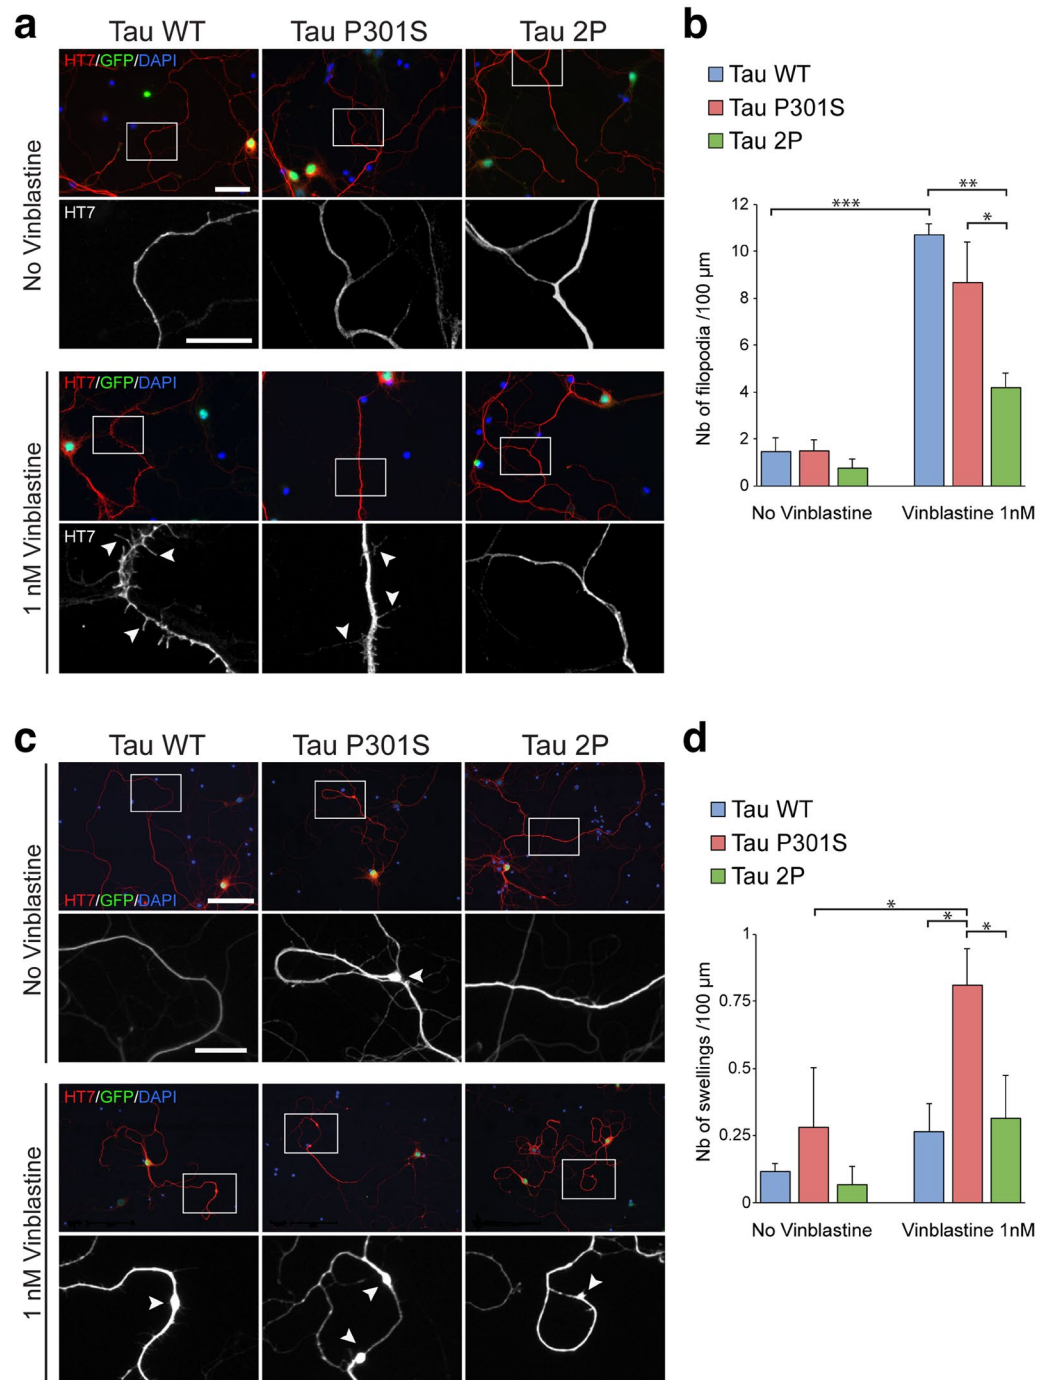 a
Tau WT
Tau P301S
Tau 2P
No Vinblastine
HT7/GFP/DAPI
HT7
1 nM Vinblastine
HT7/GFP/DAPI
HT7
b
Tau WT
Tau P301S
Tau 2P
Nb of filopodia /100 µm
12
10
8
6
4
2
0
***
**
*
No Vinblastine
Vinblastine 1nM
c
Tau WT
Tau P301S
Tau 2P
No Vinblastine
HT7/GFP/DAPI
1 nM Vinblastine
HT7/GFP/DAPI
d
Tau WT
Tau P301S
Tau 2P
Nb of swellings /100 µm
1
0.75
0.5
0.25
0
*
*
*
No Vinblastine
Vinblastine 1nM